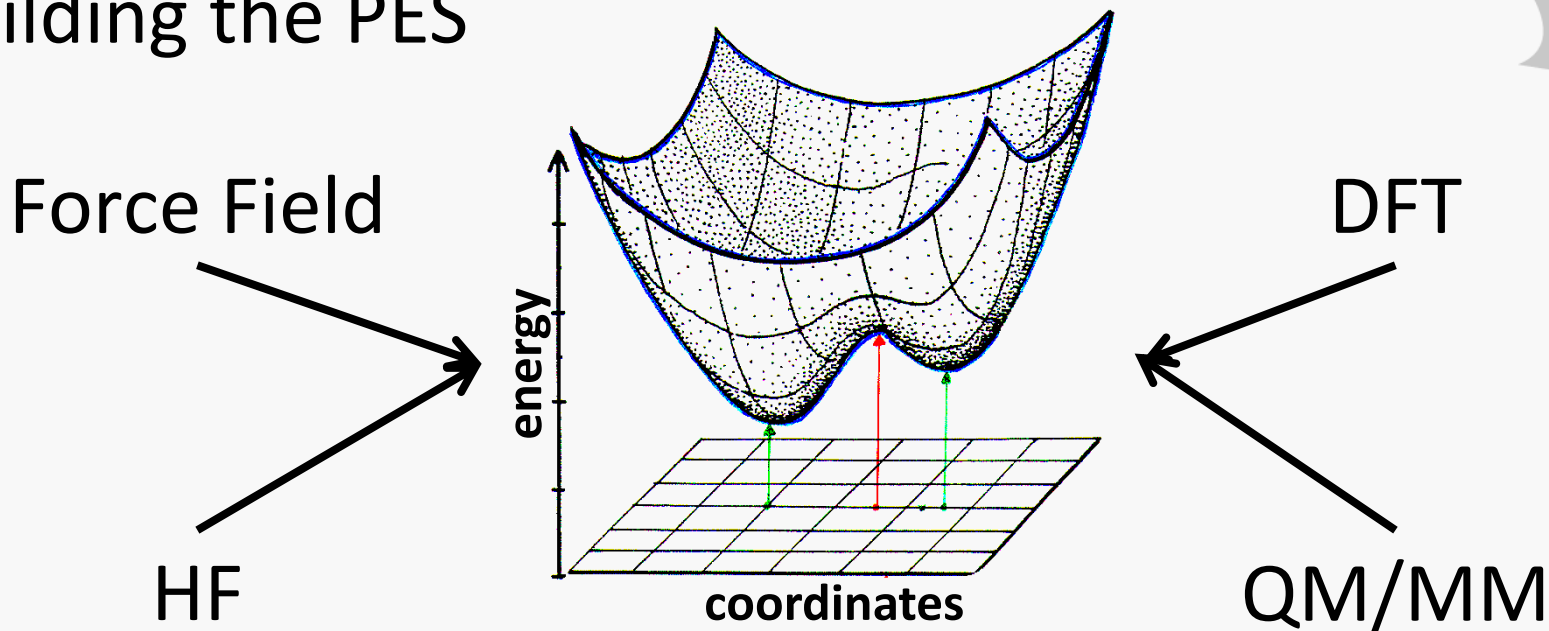 ilding the PES
Force Field
DFT
energy
HF
coordinates
QM/MM